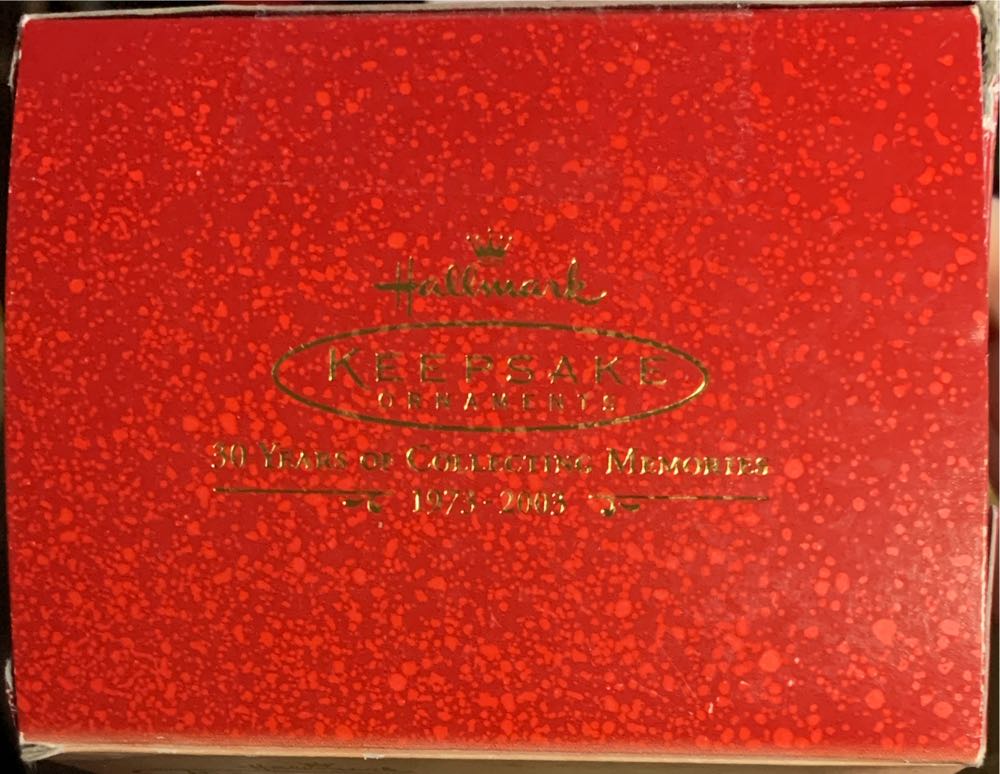 Hallmark
KEEPSAKE
ORNAMENTS
30 YEARS OF COLLECTING MEMORIES
1973-2003